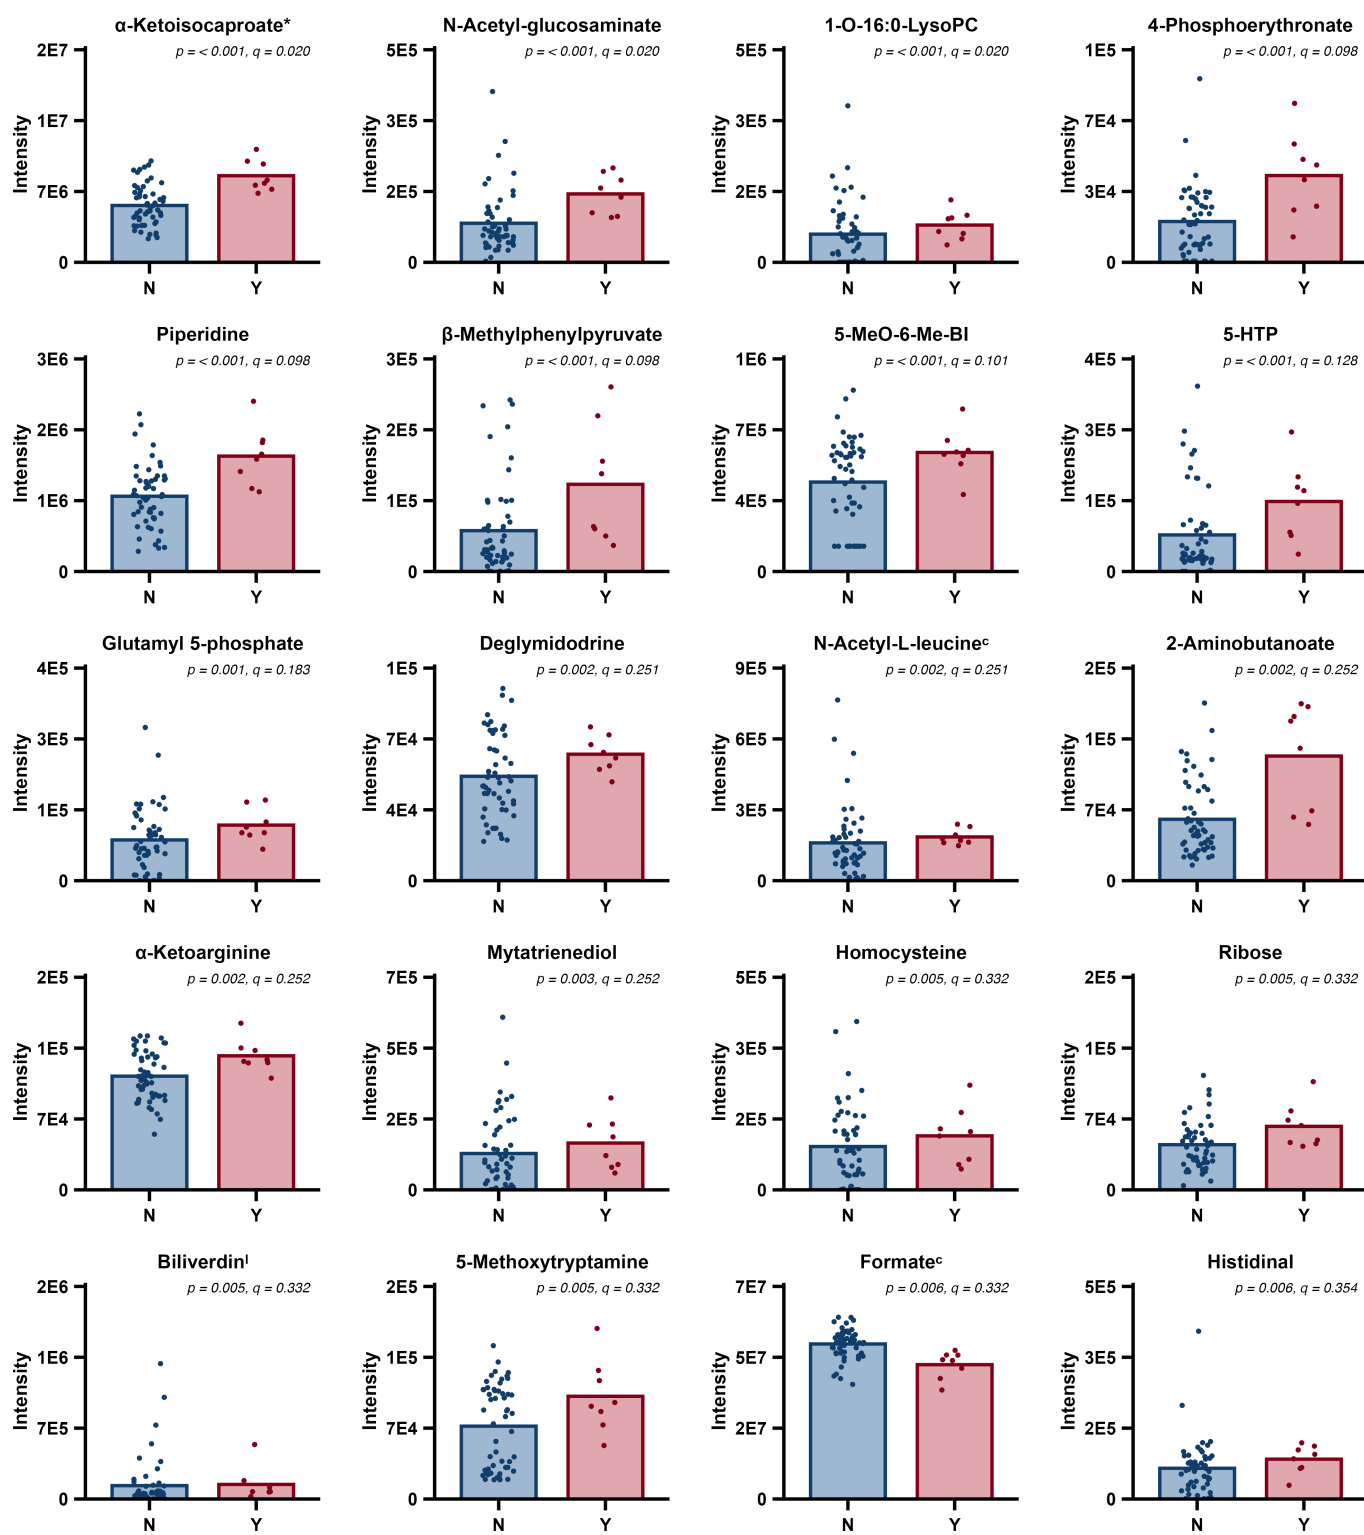 α-Ketoisocaproate*
p = < 0.001, q = 0.020
2E7
1E7
7E6
0
Intensity
N Y
N-Acetyl-glucosaminate
p = < 0.001, q = 0.020
5E5
3E5
2E5
0
Intensity
N Y
1-O-16:0-LysoPC
p = < 0.001, q = 0.020
5E5
3E5
2E5
0
Intensity
N Y
4-Phosphoerythronate
p = < 0.001, q = 0.098
1E5
7E4
3E4
0
Intensity
N Y
Piperidine
p = < 0.001, q = 0.098
3E6
2E6
1E6
0
Intensity
N Y
β-Methylphenylpyruvate
p = < 0.001, q = 0.098
3E5
2E5
1E5
0
Intensity
N Y
5-MeO-6-Me-BI
p = < 0.001, q = 0.101
1E6
7E5
4E5
0
Intensity
N Y
5-HTP
p = < 0.001, q = 0.128
4E5
3E5
1E5
0
Intensity
N Y
Glutamyl 5-phosphate
p = 0.001, q = 0.183
4E5
3E5
1E5
0
Intensity
N Y
Deglymidodrine
p = 0.002, q = 0.251
1E5
7E4
4E4
0
Intensity
N Y
N-Acetyl-L-leucineᶜ
p = 0.002, q = 0.251
9E5
6E5
3E5
0
Intensity
N Y
2-Aminobutanoate
p = 0.002, q = 0.252
2E5
1E5
7E4
0
Intensity
N Y
α-Ketoarginine
p = 0.002, q = 0.252
2E5
1E5
7E4
0
Intensity
N Y
Mytatrienediol
p = 0.003, q = 0.252
7E5
5E5
2E5
0
Intensity
N Y
Homocysteine
p = 0.005, q = 0.332
5E5
3E5
2E5
0
Intensity
N Y
Ribose
p = 0.005, q = 0.332
2E5
1E5
7E4
0
Intensity
N Y
Biliverdinˡ
p = 0.005, q = 0.332
2E6
1E6
7E5
0
Intensity
N Y
5-Methoxytryptamine
p = 0.005, q = 0.332
2E5
1E5
7E4
0
Intensity
N Y
Formateᶜ
p = 0.006, q = 0.332
7E7
5E7
2E7
0
Intensity
N Y
Histidinal
p = 0.006, q = 0.354
5E5
3E5
2E5
0
Intensity
N Y